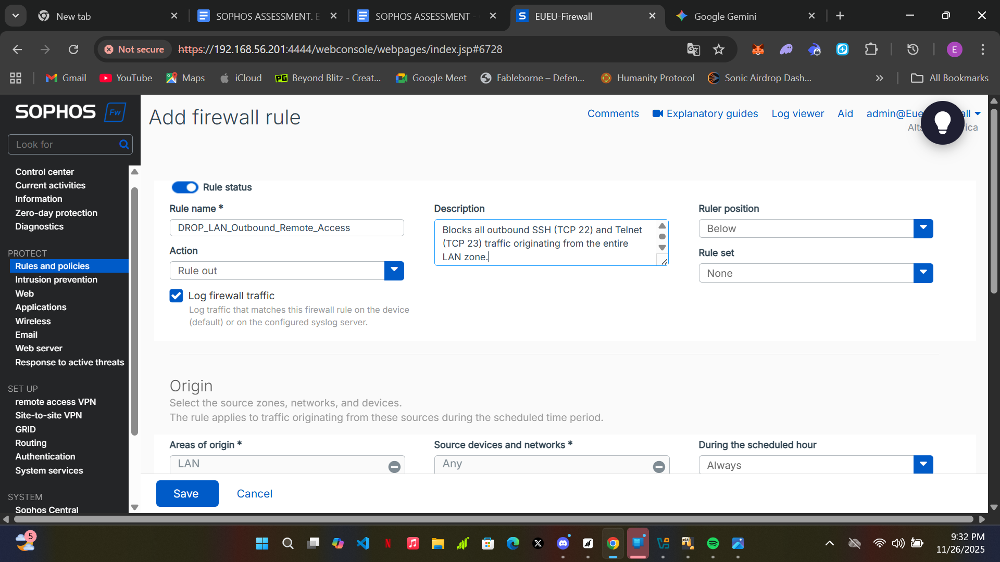 New tab
SOPHOS ASSESSMENT.
SOPHOS ASSESSMENT -
EUEU-Firewall
Google Gemini
Not secure
https://192.168.56.201:4444/webconsole/webpages/index.jsp#6728
E
Gmail
YouTube
Maps
iCloud
Beyond Blitz - Creat...
Google Meet
Fableborne – Defen...
Humanity Protocol
Sonic Airdrop Dash...
All Bookmarks
SOPHOS Fw
Look for
Control center
Current activities
Information
Zero-day protection
Diagnostics
PROTECT
Rules and policies
Intrusion prevention
Web
Applications
Wireless
Email
Web server
Response to active threats
SET UP
remote access VPN
Site-to-site VPN
GRID
Routing
Authentication
System services
SYSTEM
Sophos Central
Add firewall rule
Comments
Explanatory guides
Log viewer
Aid
Rule status
Rule name *
DROP_LAN_Outbound_Remote_Access
Action
Rule out
Log firewall traffic
Log traffic that matches this firewall rule on the device
(default) or on the configured syslog server.
Description
Blocks all outbound SSH (TCP 22) and Telnet
(TCP 23) traffic originating from the entire
LAN zone.
Ruler position
Below
Rule set
None
Origin
Select the source zones, networks, and devices.
The rule applies to traffic originating from these sources during the scheduled time period.
Areas of origin *
LAN
Source devices and networks *
Any
During the scheduled hour
Always
Save
Cancel
5
9:32 PM
11/26/2025